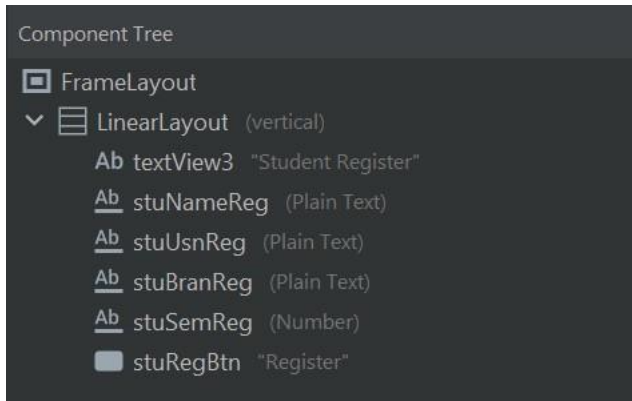 Component Tree
FrameLayout
LinearLayout (vertical)
Ab textView3 "Student Register"
Ab stuNameReg (Plain Text)
Ab stuUsnReg (Plain Text)
Ab stuBranReg (Plain Text)
Ab stuSemReg (Number)
stuRegBtn "Register"